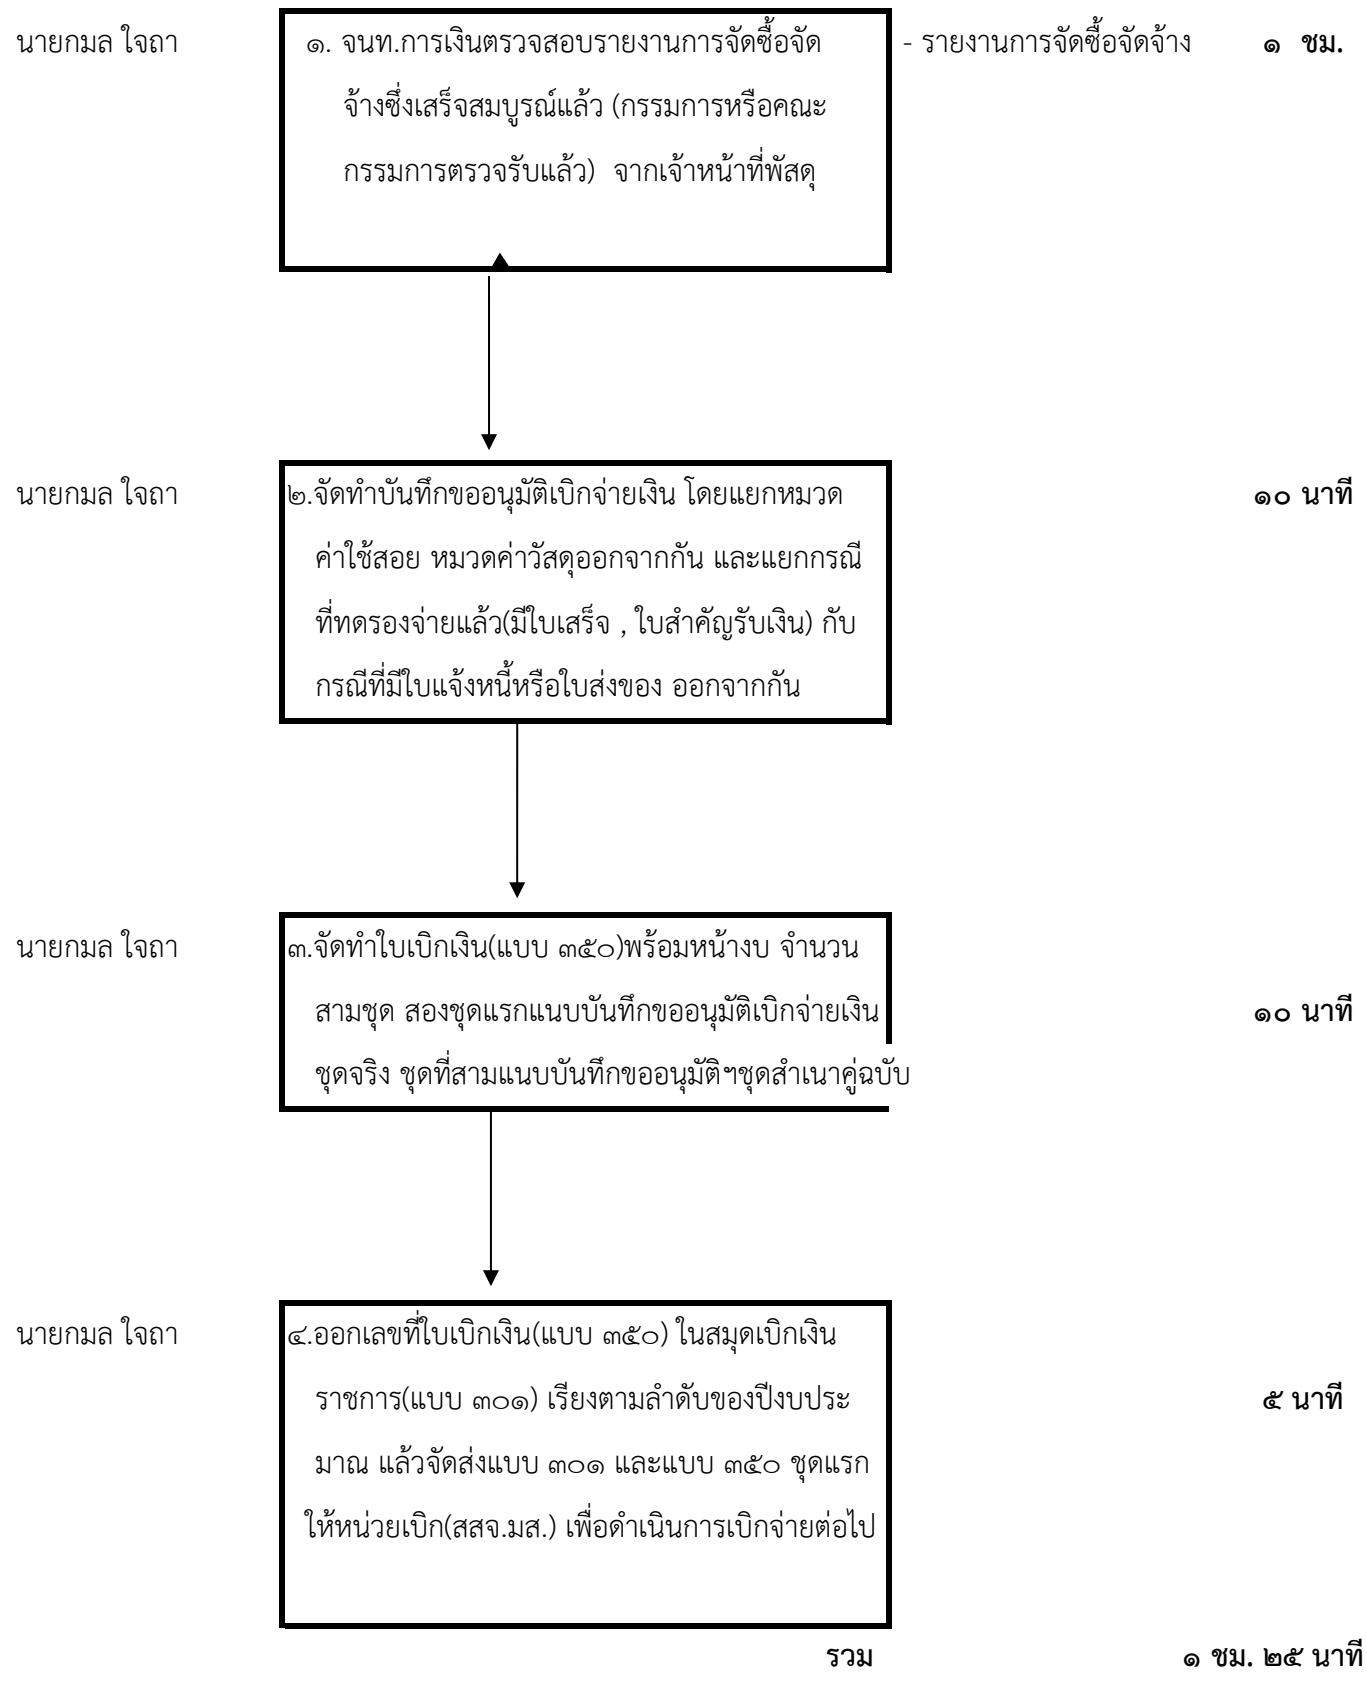 นายกมล ใจถา ๑. จนท.การเงินตรวจสอบรายงานการจัดซื้อจัด - รายงานการจัดซื้อจัดจ้าง ๑ ชม.
จ้างซึ่งเสร็จสมบูรณ์แล้ว (กรรมการหรือคณะ
กรรมการตรวจรับแล้ว) จากเจ้าหน้าที่พัสดุ
นายกมล ใจถา ๒.จัดทำบันทึกขออนุมัติเบิกจ่ายเงิน โดยแยกหมวด ๑๐ นาที
ค่าใช้สอย หมวดค่าวัสดุออกจากกัน และแยกกรณี
ที่ทดรองจ่ายแล้ว(มีใบเสร็จ , ใบสำคัญรับเงิน) กับ
กรณีที่มีใบแจ้งหนี้หรือใบส่งของ ออกจากกัน
นายกมล ใจถา ๓.จัดทำใบเบิกเงิน(แบบ ๓๕๐)พร้อมหน้างบ จำนวน
สามชุด สองชุดแรกแนบบันทึกขออนุมัติเบิกจ่ายเงิน ๑๐ นาที
ชุดจริง ชุดที่สามแนบบันทึกขออนุมัติฯชุดสำเนาคู่ฉบับ
นายกมล ใจถา ๔.ออกเลขที่ใบเบิกเงิน(แบบ ๓๕๐) ในสมุดเบิกเงิน
ราชการ(แบบ ๓๐๑) เรียงตามลำดับของปีงบประ ๕ นาที
มาณ แล้วจัดส่งแบบ ๓๐๑ และแบบ ๓๕๐ ชุดแรก
ให้หน่วยเบิก(สสจ.มส.) เพื่อดำเนินการเบิกจ่ายต่อไป
รวม ๑ ชม. ๒๕ นาที